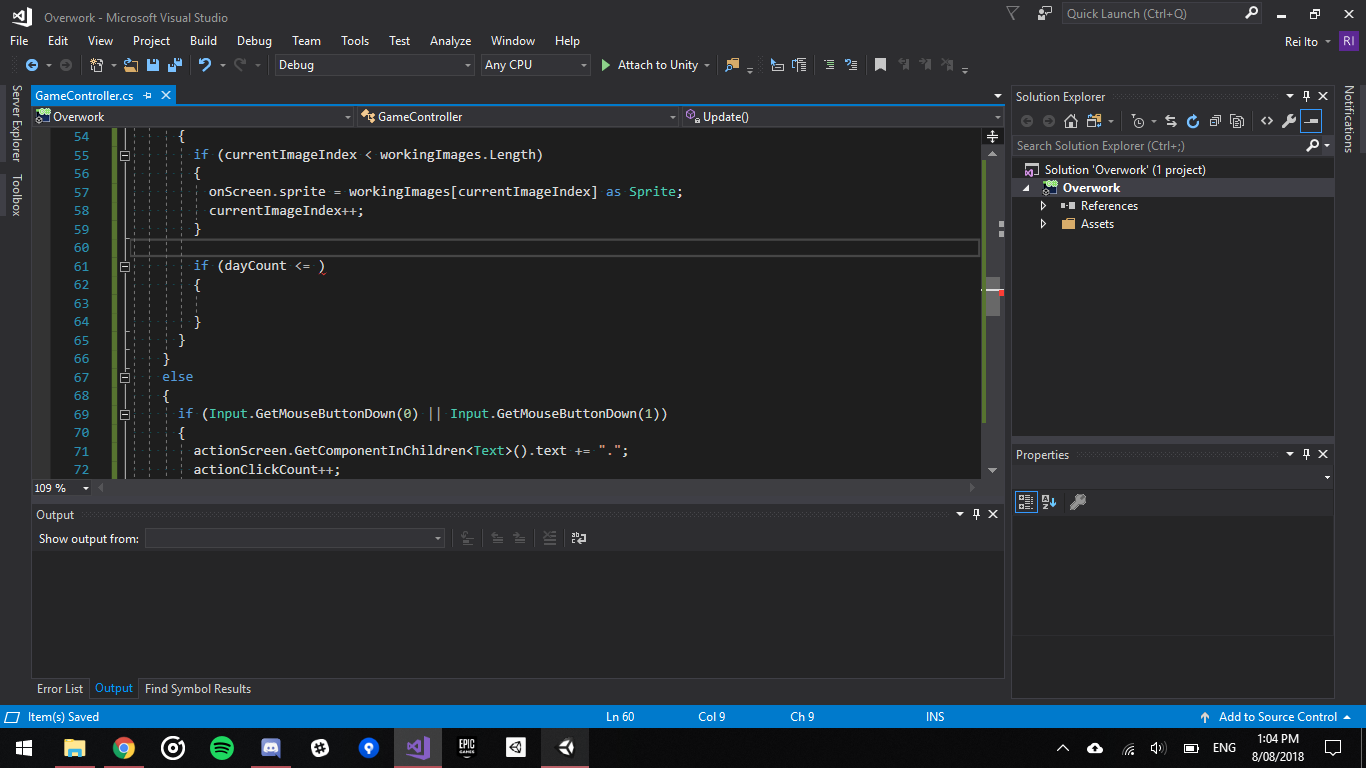 Overwork - Microsoft Visual Studio
Quick Launch (Ctrl+Q)
File Edit View Project Build Debug Team Tools Test Analyze Window Help
Rei Ito RI
Debug Any CPU Attach to Unity
Server Explorer
Toolbox
GameController.cs
Overwork GameController Update()
54 {
55 if (currentImageIndex < workingImages.Length)
56 {
57 onScreen.sprite = workingImages[currentImageIndex] as Sprite;
58 currentImageIndex++;
59 }
60
61 if (dayCount <= )
62 {
63
64 }
65 }
66 }
67 else
68 {
69 if (Input.GetMouseButtonDown(0) || Input.GetMouseButtonDown(1))
70 {
71 actionScreen.GetComponentInChildren<Text>().text += ".";
72 actionClickCount++;
109 %
Output
Show output from:
Error List Output Find Symbol Results
Solution Explorer
Search Solution Explorer (Ctrl+;)
Solution 'Overwork' (1 project)
Overwork
References
Assets
Properties
Notifications
Item(s) Saved Ln 60 Col 9 Ch 9 INS Add to Source Control
EPIC GAMES
ENG
1:04 PM
8/08/2018